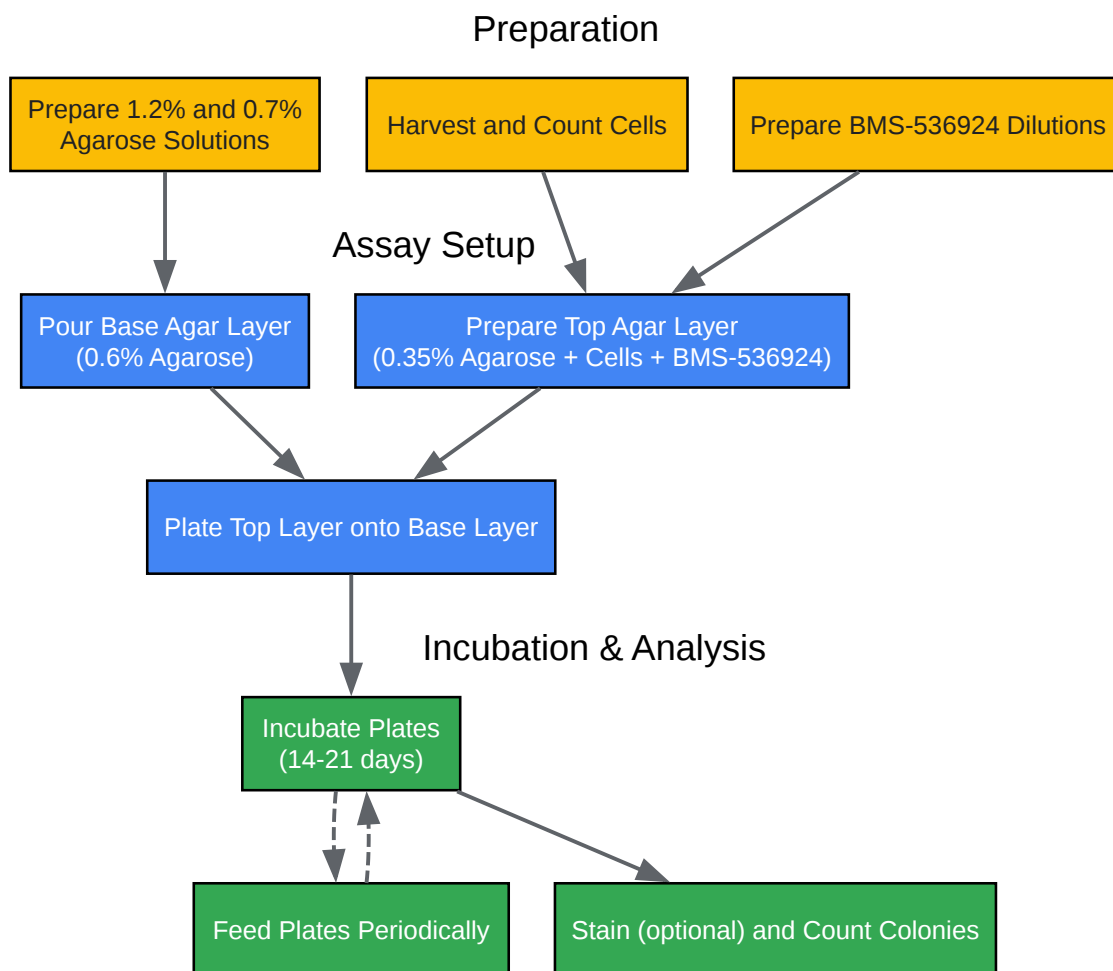 Preparation
Prepare 1.2% and 0.7%
Agarose Solutions
Harvest and Count Cells
Prepare BMS-536924 Dilutions
Assay Setup
Pour Base Agar Layer
(0.6% Agarose)
Prepare Top Agar Layer
(0.35% Agarose + Cells + BMS-536924)
Plate Top Layer onto Base Layer
Incubation & Analysis
Incubate Plates
(14-21 days)
Feed Plates Periodically
Stain (optional) and Count Colonies